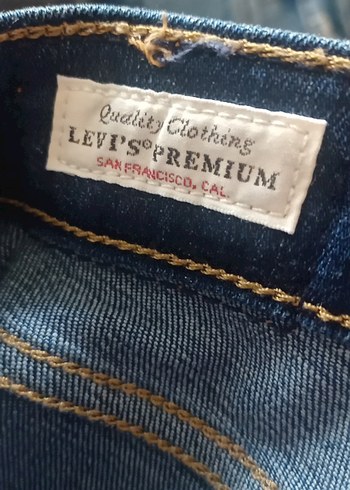 Quality Clothing
LEVI'S® PREMIUM
SAN FRANCISCO, CAL